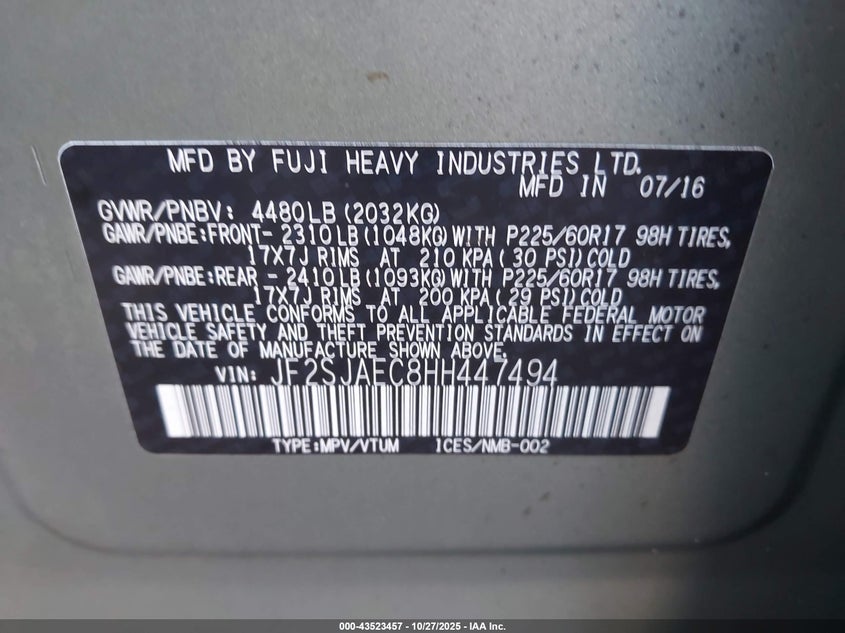 MFD BY FUJI HEAVY INDUSTRIES LTD.
MFD IN 07/16
GVWR/PNBV: 4480LB (2032KG)
GAWR/PNBE:FRONT- 2310LB (1048KG) WITH P225/60R17 98H TIRES,
17X7J RIMS AT 210 KPA ( 30 PSI) COLD
GAWR/PNBE:REAR - 2410LB (1093KG) WITH P225/60R17 98H TIRES,
17X7J RIMS AT 200 KPA ( 29 PSI) COLD
THIS VEHICLE CONFORMS TO ALL APPLICABLE FEDERAL MOTOR
VEHICLE SAFETY AND THEFT PREVENTION STANDARDS IN EFFECT ON
THE DATE OF MANUFACTURE SHOWN ABOVE.
VIN: JF2SJAEC8HH447494
TYPE:MPV/VTUM ICES/NMB-002
000-43523457 - 10/27/2025 - IAA Inc.